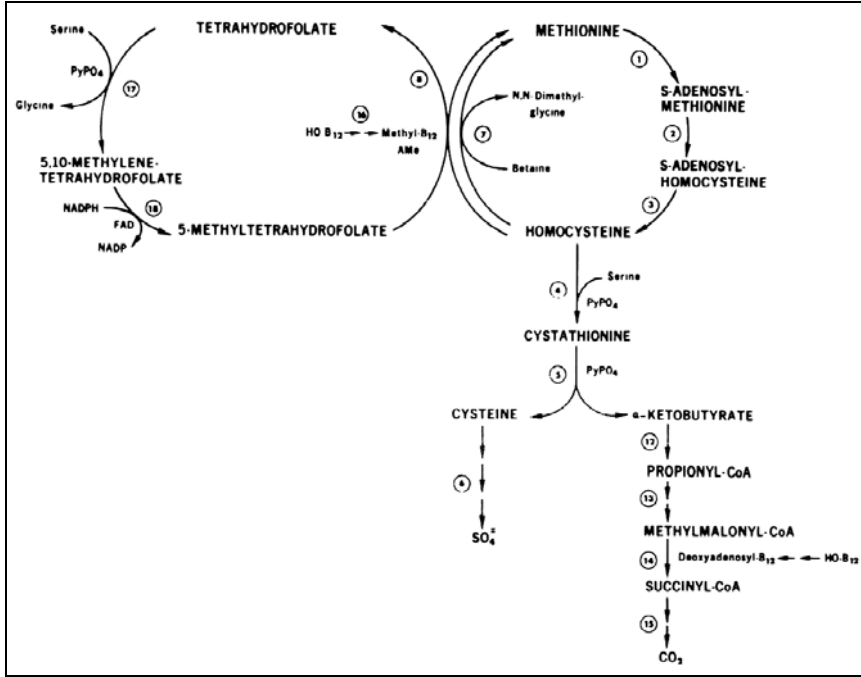 TETRAHYDROFOLATE
METHIONINE
Serine
PyPO₄
17
Glycine
8
1
S-ADENOSYL-
METHIONINE
N,N-Dimethyl-
glycine
16
HO B₁₂
Methyl-B₁₂
AMe
7
2
Betaine
5,10-METHYLENE-
TETRAHYDROFOLATE
S-ADENOSYL-
HOMOCYSTEINE
3
NADPH
18
FAD
NADP
5-METHYLTETRAHYDROFOLATE
HOMOCYSTEINE
Serine
4
PyPO₄
CYSTATHIONINE
5
PyPO₄
CYSTEINE
α-KETOBUTYRATE
12
6
PROPIONYL-CoA
13
SO₄⁼
METHYLMALONYL-CoA
14
Deoxyadenosyl-B₁₂
HO-B₁₂
SUCCINYL-CoA
15
CO₂